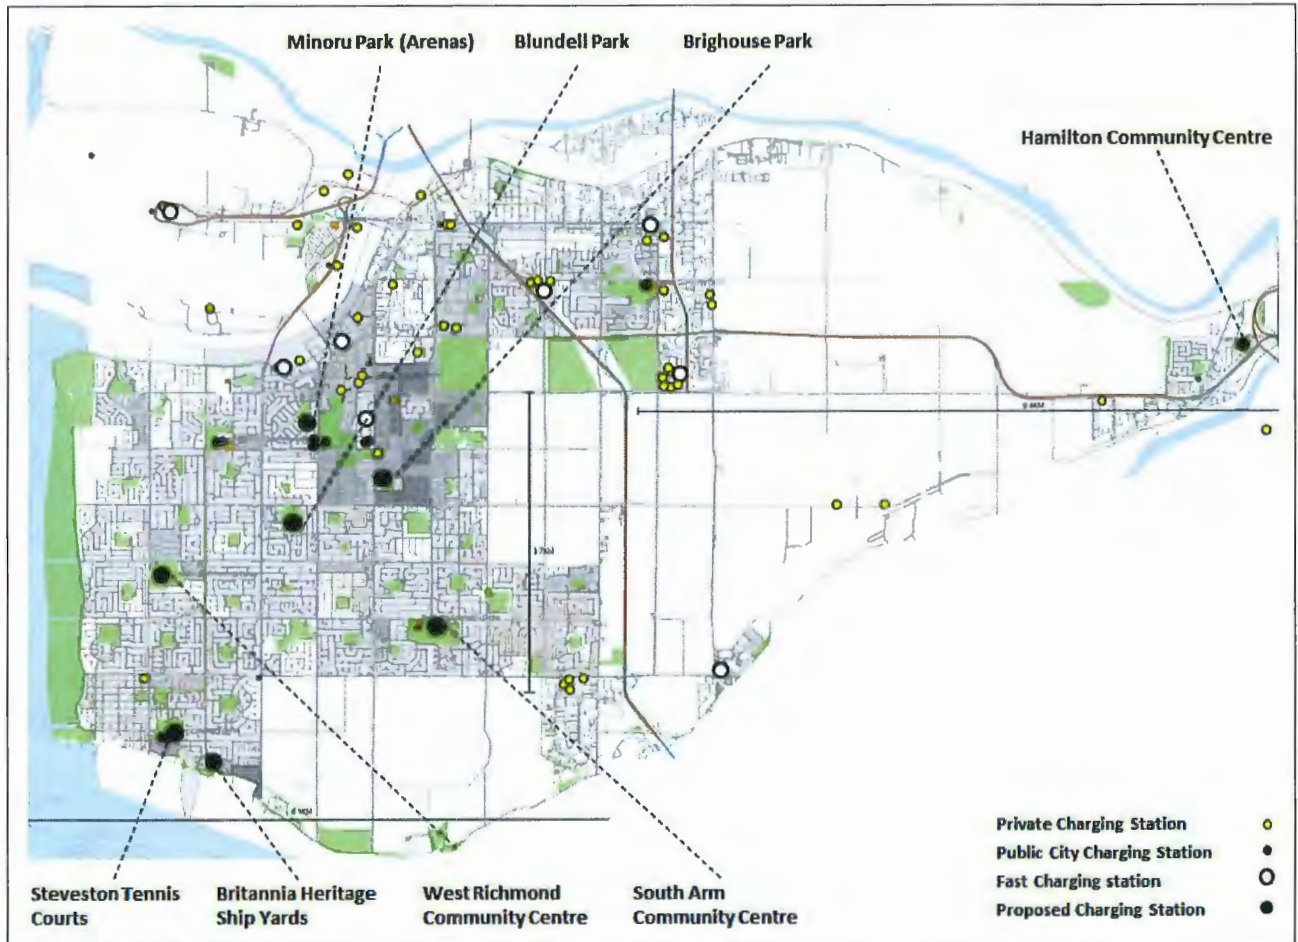 Minoru Park (Arenas)
Blundell Park
Brighouse Park
Hamilton Community Centre
Steveston Tennis
Courts
Britannia Heritage
Ship Yards
West Richmond
Community Centre
South Arm
Community Centre
Private Charging Station
Public City Charging Station
Fast Charging station
Proposed Charging Station